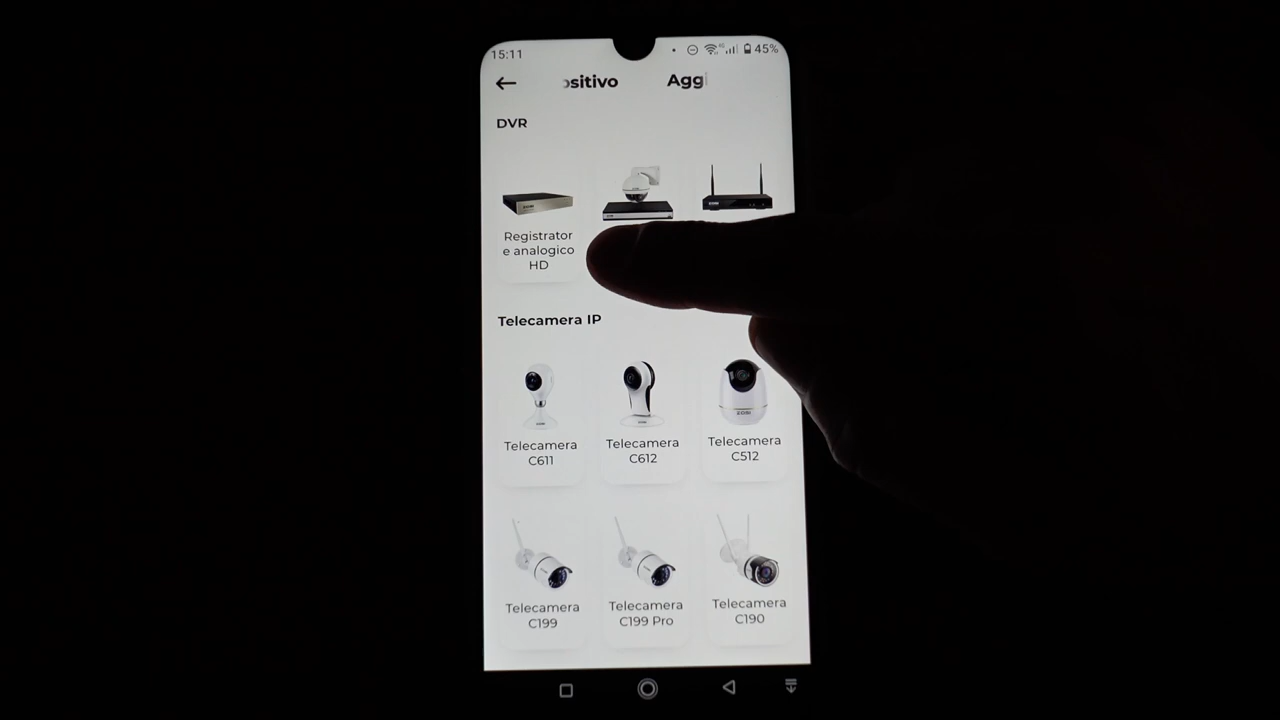 15:11
45%
ositivo Agg
DVR
Registrator
e analogico
HD
Telecamera IP
ZOSI
Telecamera
C611
Telecamera
C612
Telecamera
C512
Telecamera
C199
Telecamera
C199 Pro
Telecamera
C190